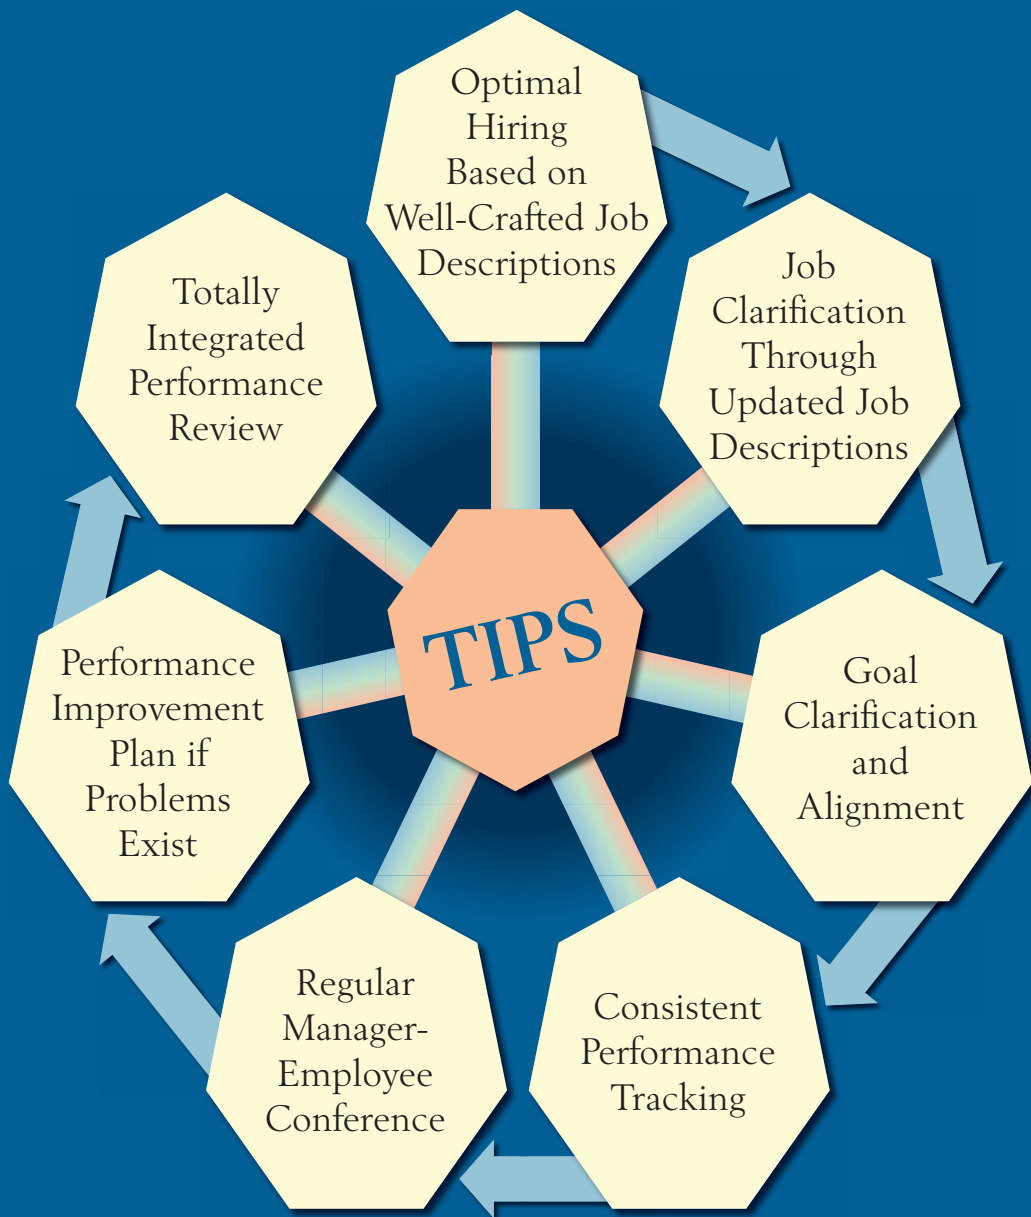 Optimal
Hiring
Based on
Well-Crafted Job
Descriptions
Job
Clarification
Through
Updated Job
Descriptions
Goal
Clarification
and
Alignment
Consistent
Performance
Tracking
Regular
Manager-
Employee
Conference
Performance
Improvement
Plan if
Problems
Exist
Totally
Integrated
Performance
Review
TIPS